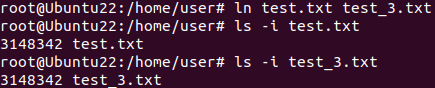 root@Ubuntu22:/home/user# ln test.txt test_3.txt
root@Ubuntu22:/home/user# ls -i test.txt
3148342 test.txt
root@Ubuntu22:/home/user# ls -i test_3.txt
3148342 test_3.txt